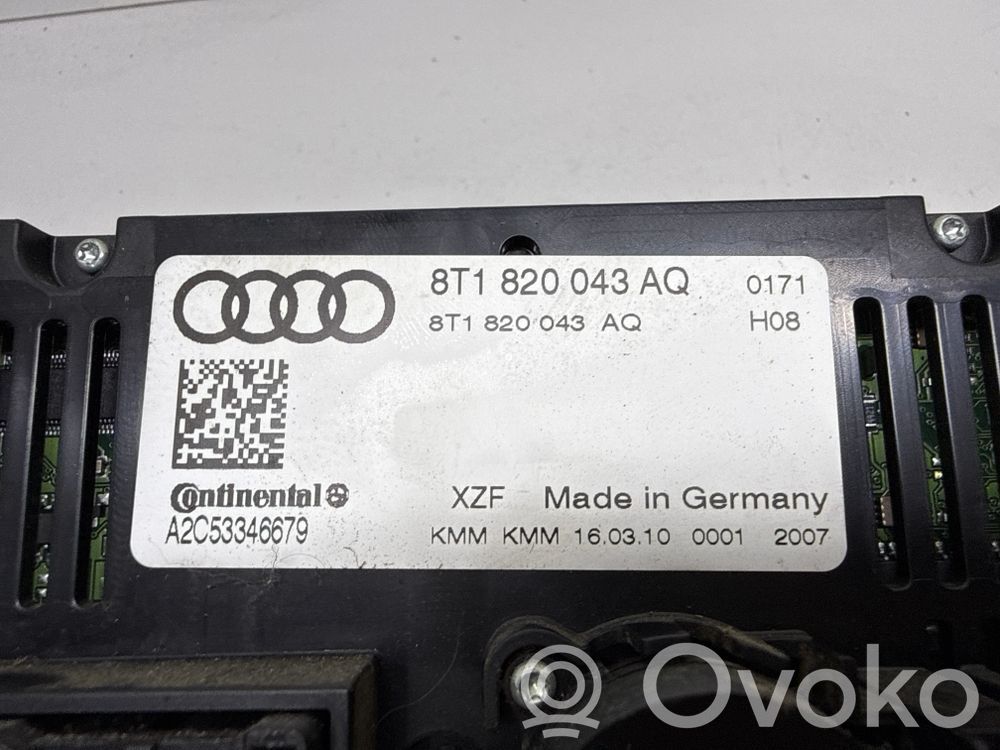 8T1 820 043 AQ 0171
8T1 820 043 AQ H08
Continental
XZF Made in Germany
A2C53346679
KMM KMM 16.03.10 0001 2007
Ovoko